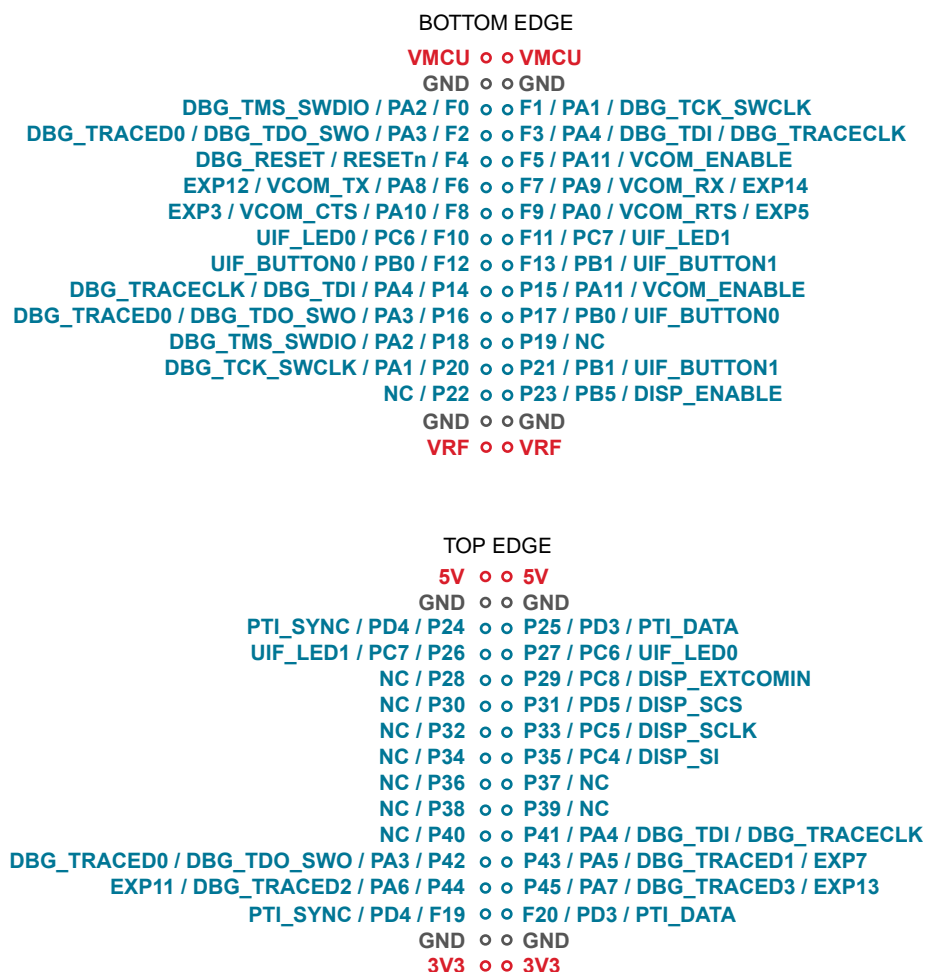 BOTTOM EDGE
VMCU VMCU
GND GND
DBG_TMS_SWDIO / PA2 / F0 F1 / PA1 / DBG_TCK_SWCLK
DBG_TRACED0 / DBG_TDO_SWO / PA3 / F2 F3 / PA4 / DBG_TDI / DBG_TRACECLK
DBG_RESET / RESETn / F4 F5 / PA11 / VCOM_ENABLE
EXP12 / VCOM_TX / PA8 / F6 F7 / PA9 / VCOM_RX / EXP14
EXP3 / VCOM_CTS / PA10 / F8 F9 / PA0 / VCOM_RTS / EXP5
UIF_LED0 / PC6 / F10 F11 / PC7 / UIF_LED1
UIF_BUTTON0 / PB0 / F12 F13 / PB1 / UIF_BUTTON1
DBG_TRACECLK / DBG_TDI / PA4 / P14 P15 / PA11 / VCOM_ENABLE
DBG_TRACED0 / DBG_TDO_SWO / PA3 / P16 P17 / PB0 / UIF_BUTTON0
DBG_TMS_SWDIO / PA2 / P18 P19 / NC
DBG_TCK_SWCLK / PA1 / P20 P21 / PB1 / UIF_BUTTON1
NC / P22 P23 / PB5 / DISP_ENABLE
GND GND
VRF VRF
TOP EDGE
5V 5V
GND GND
PTI_SYNC / PD4 / P24 P25 / PD3 / PTI_DATA
UIF_LED1 / PC7 / P26 P27 / PC6 / UIF_LED0
NC / P28 P29 / PC8 / DISP_EXTCOMIN
NC / P30 P31 / PD5 / DISP_SCS
NC / P32 P33 / PC5 / DISP_SCLK
NC / P34 P35 / PC4 / DISP_SI
NC / P36 P37 / NC
NC / P38 P39 / NC
NC / P40 P41 / PA4 / DBG_TDI / DBG_TRACECLK
DBG_TRACED0 / DBG_TDO_SWO / PA3 / P42 P43 / PA5 / DBG_TRACED1 / EXP7
EXP11 / DBG_TRACED2 / PA6 / P44 P45 / PA7 / DBG_TRACED3 / EXP13
PTI_SYNC / PD4 / F19 F20 / PD3 / PTI_DATA
GND GND
3V3 3V3